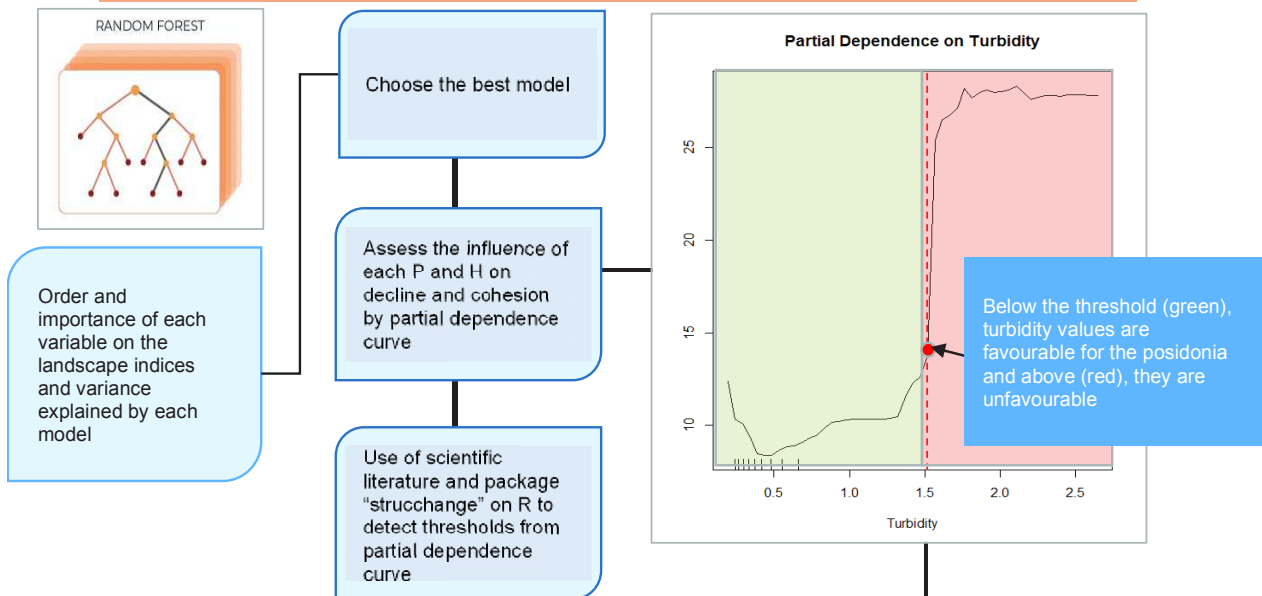 RANDOM FOREST
Order and
importance of each
variable on the
landscape indices
and variance
explained by each
model
Choose the best model
Assess the influence of
each P and H on
decline and cohesion
by partial dependence
curve
Use of scientific
literature and package
“strucchange” on R to
detect thresholds from
partial dependence
curve
Partial Dependence on Turbidity
25
20
15
10
0.5 1.0 1.5 2.0 2.5
Turbidity
Below the threshold (green),
turbidity values are
favourable for the posidonia
and above (red), they are
unfavourable